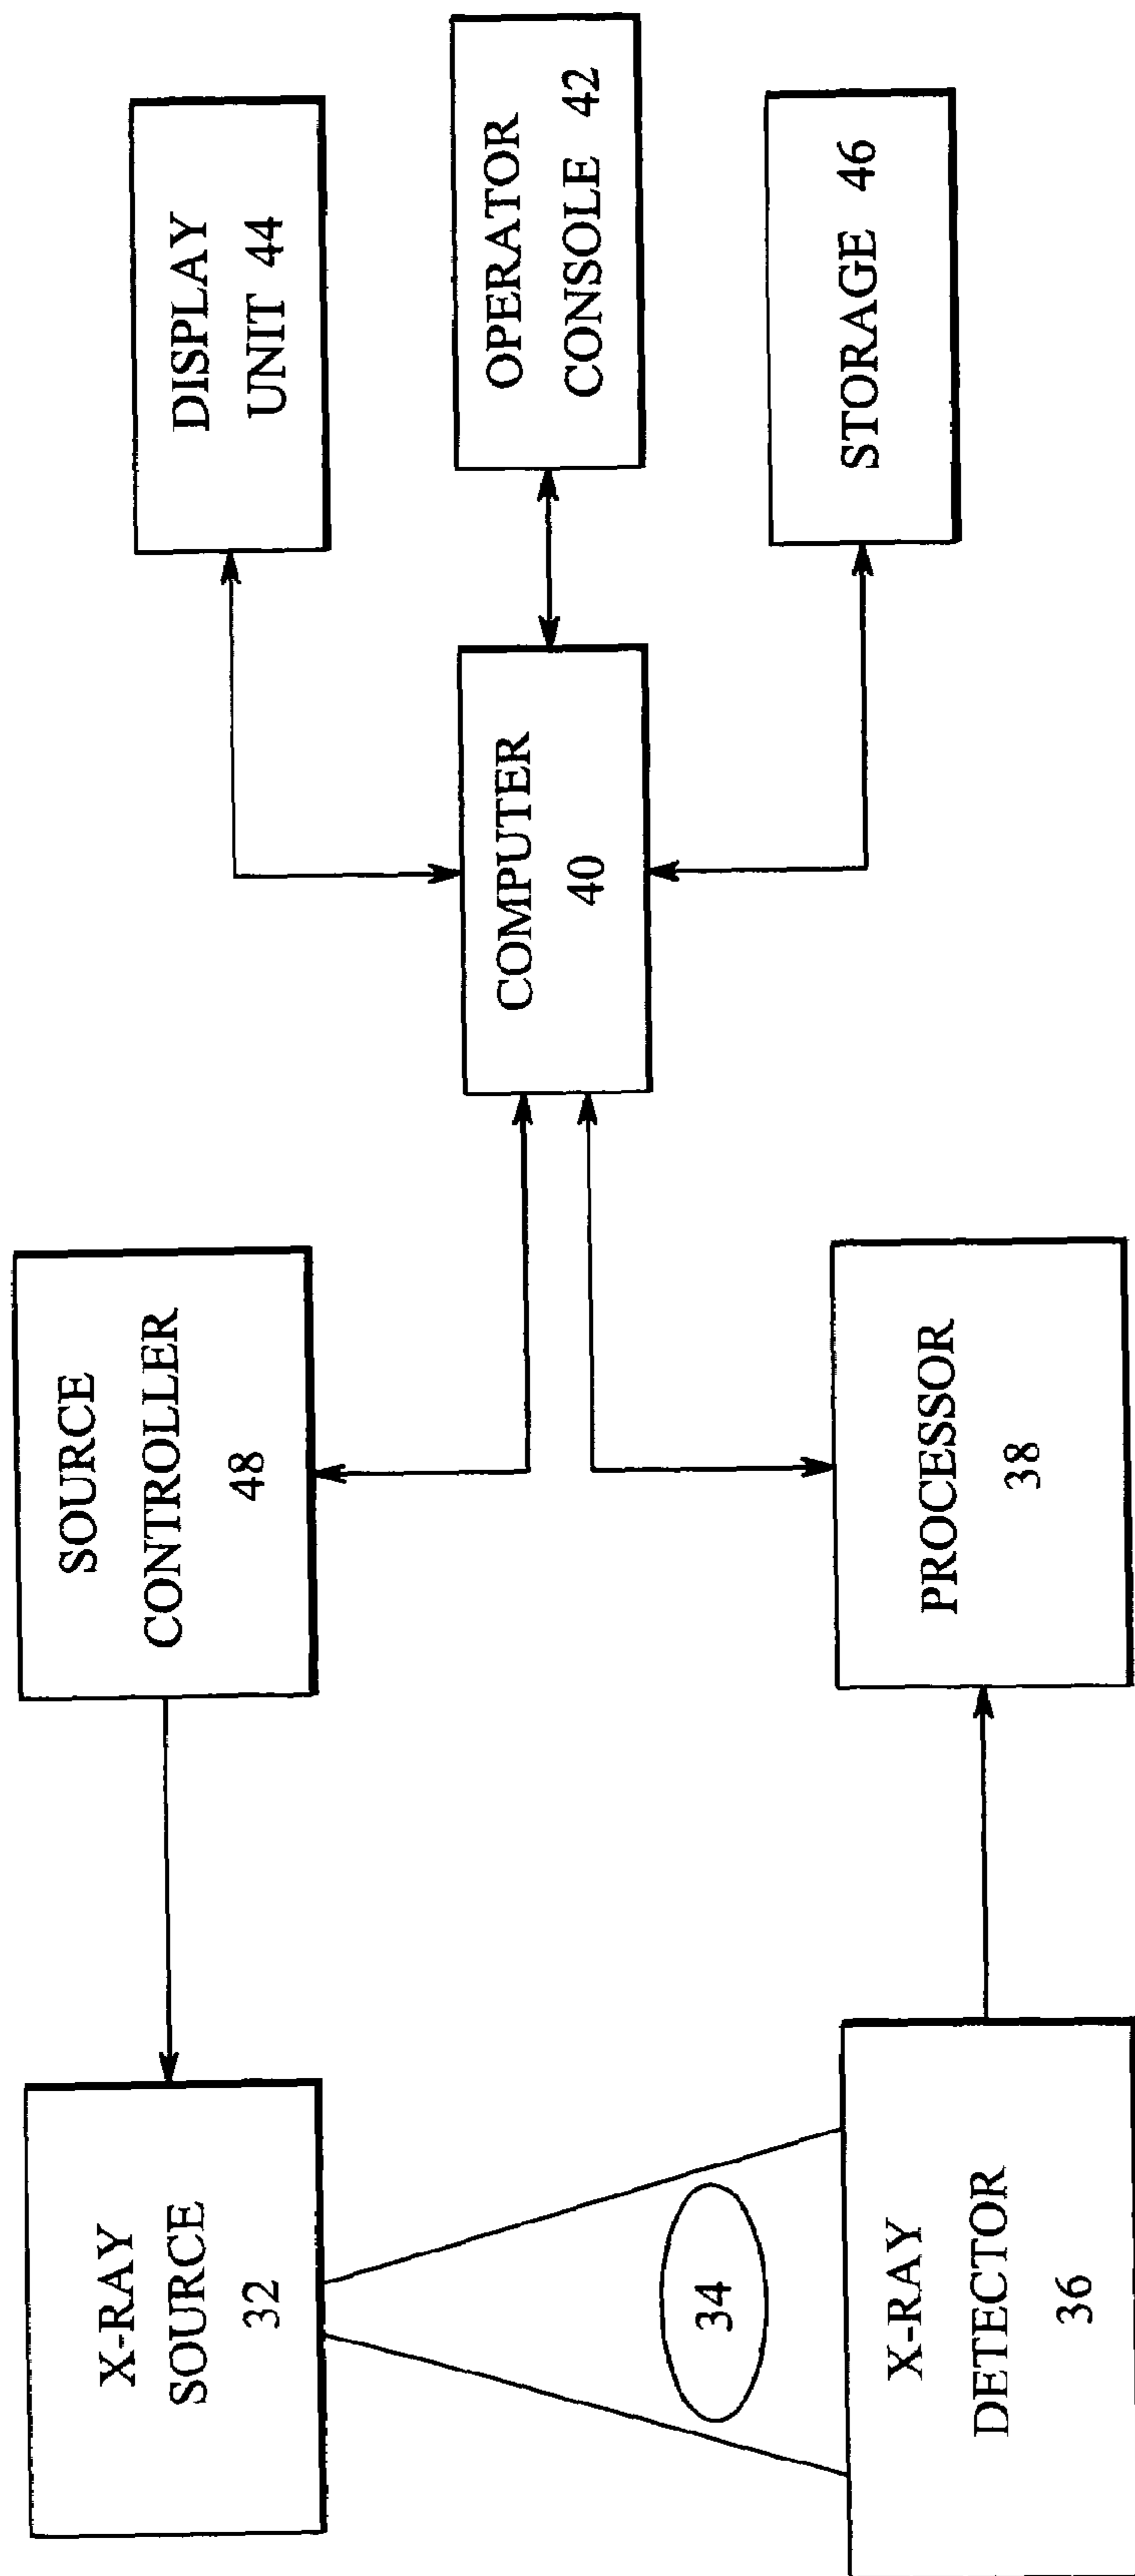 X-RAY
SOURCE
32
34
X-RAY
DETECTOR
36
SOURCE
CONTROLLER
48
PROCESSOR
38
COMPUTER
40
DISPLAY
UNIT 44
OPERATOR
CONSOLE 42
STORAGE 46